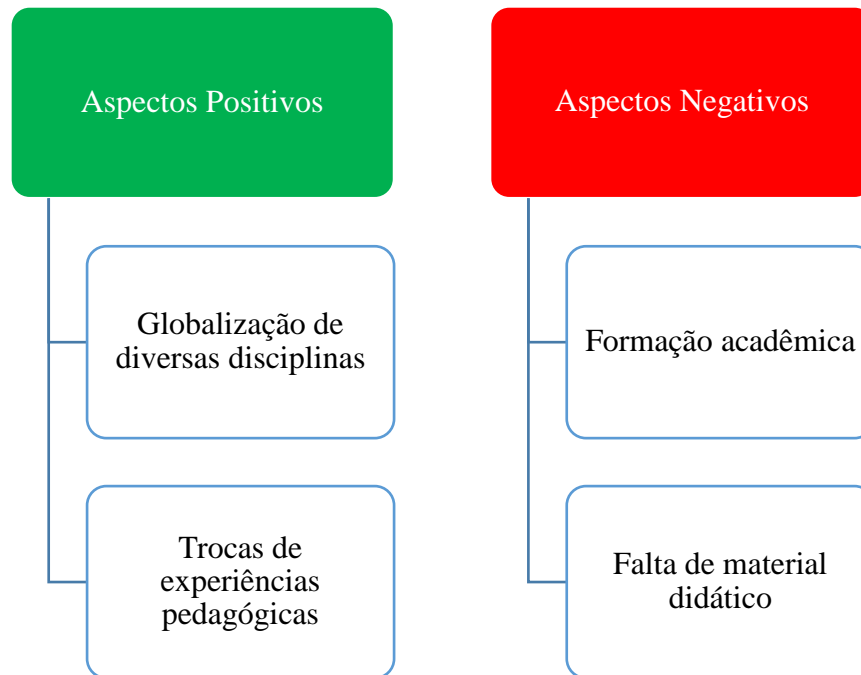 Aspectos Positivos
Globalização de
diversas disciplinas
Trocas de
experiências
pedagógicas
Aspectos Negativos
Formação acadêmica
Falta de material
didático